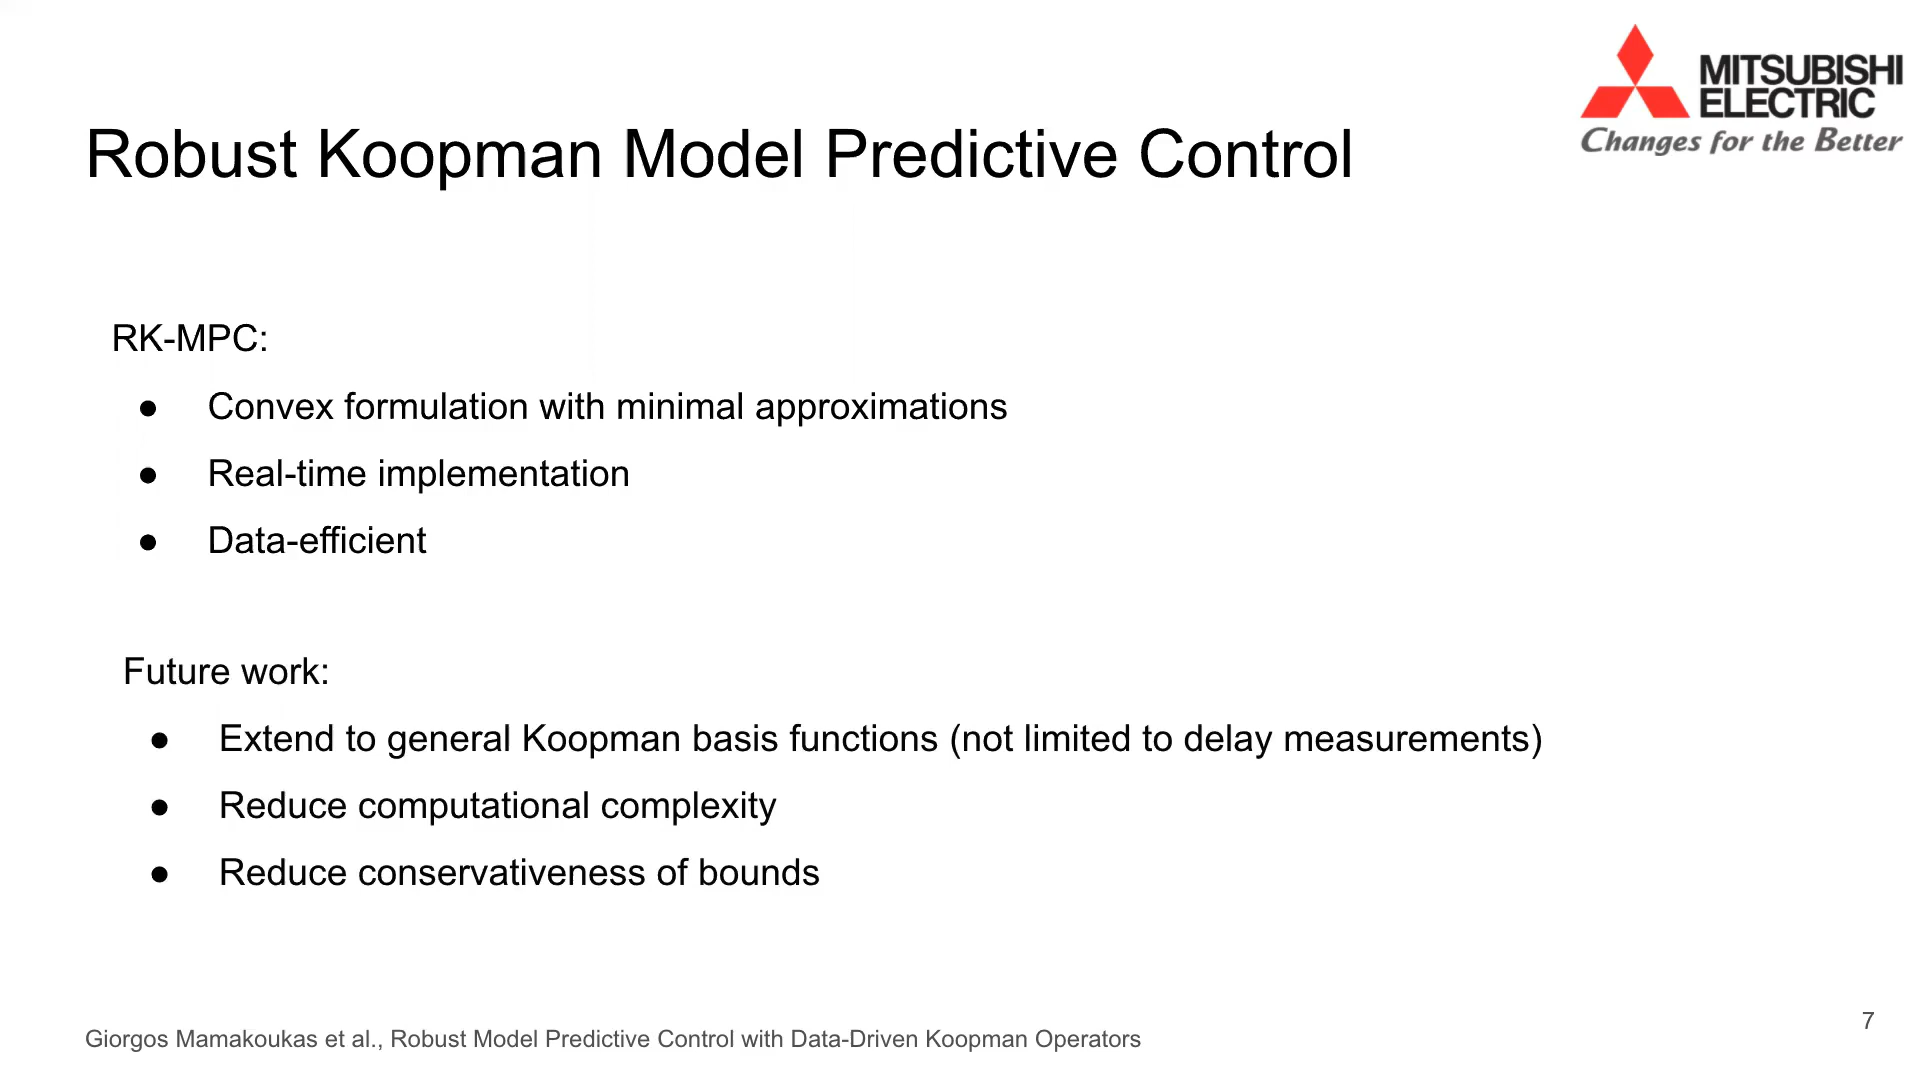 MITSUBISHI
ELECTRIC
Changes for the Better
Robust Koopman Model Predictive Control
RK-MPC:
● Convex formulation with minimal approximations
● Real-time implementation
● Data-efficient
Future work:
● Extend to general Koopman basis functions (not limited to delay measurements)
● Reduce computational complexity
● Reduce conservativeness of bounds
7
Giorgos Mamakoukas et al., Robust Model Predictive Control with Data-Driven Koopman Operators